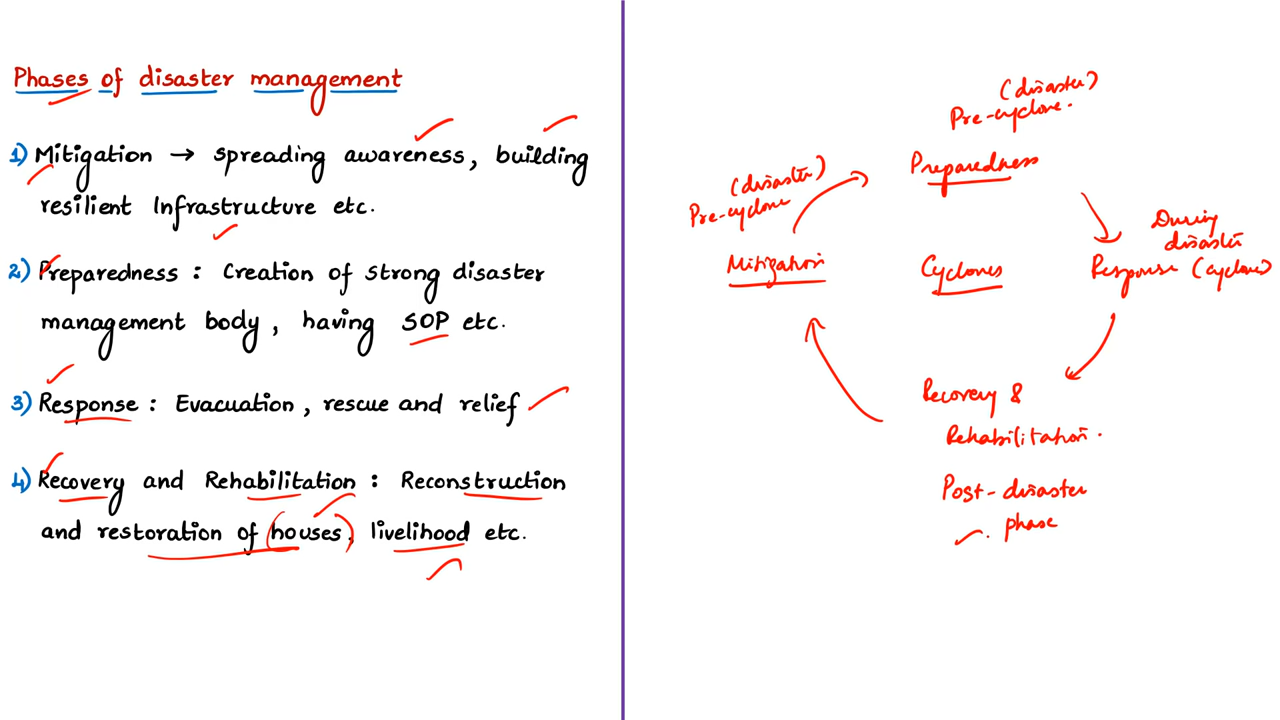 Phases of disaster management
1) Mitigation → spreading awareness, building
resilient Infrastructure etc.
2) Preparedness : Creation of strong disaster
management body, having SOP etc.
3) Response : Evacuation, rescue and relief
4) Recovery and Rehabilitation : Reconstruction
and restoration of (houses), livelihood etc.
(disaster)
Pre-cyclone.
Preparedness
(disaster)
Pre-cyclone
Mitigation
Cyclones
During
disaster
Response (cyclone)
Recovery &
Rehabilitation.
Post-disaster
phase